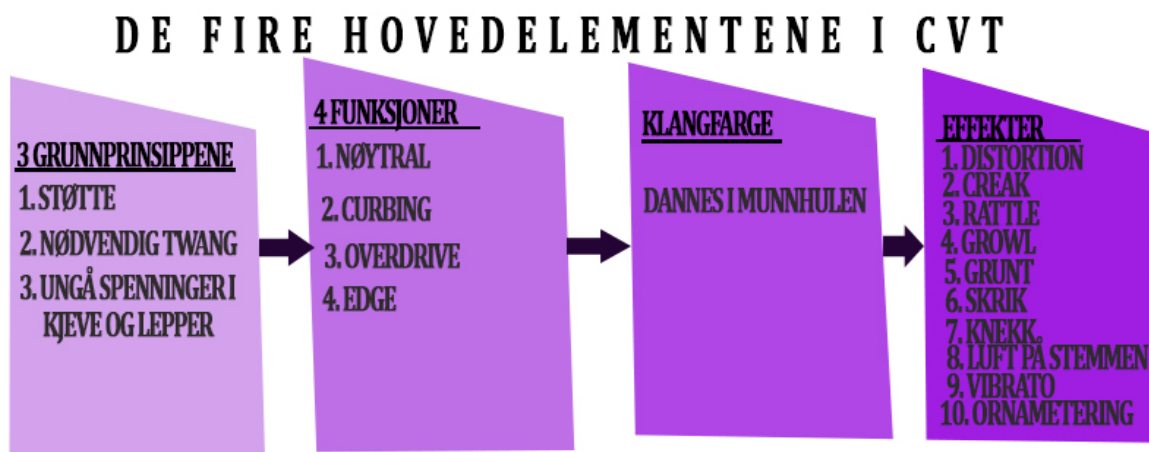 DE FIRE HOVEDELEMENTENE I CVT
3 GRUNNPRINSIPPENE
1. STØTTE
2. NØDVENDIG TWANG
3. UNGÅ SPENNINGER I
KJEVE OG LEPPER
4 FUNKSJONER
1. NØYTRAL
2. CURBING
3. OVERDRIVE
4. EDGE
KLANGFARGE
DANNES I MUNNHULEN
EFFEKTER
1. DISTORTION
2. CREAK
3. RATTLE
4. GROWL
5. GRUNT
6. SKRIK
7. KNEKK
8. LUFT PÅ STEMMEN
9. VIBRATO
10. ORNAMETERING